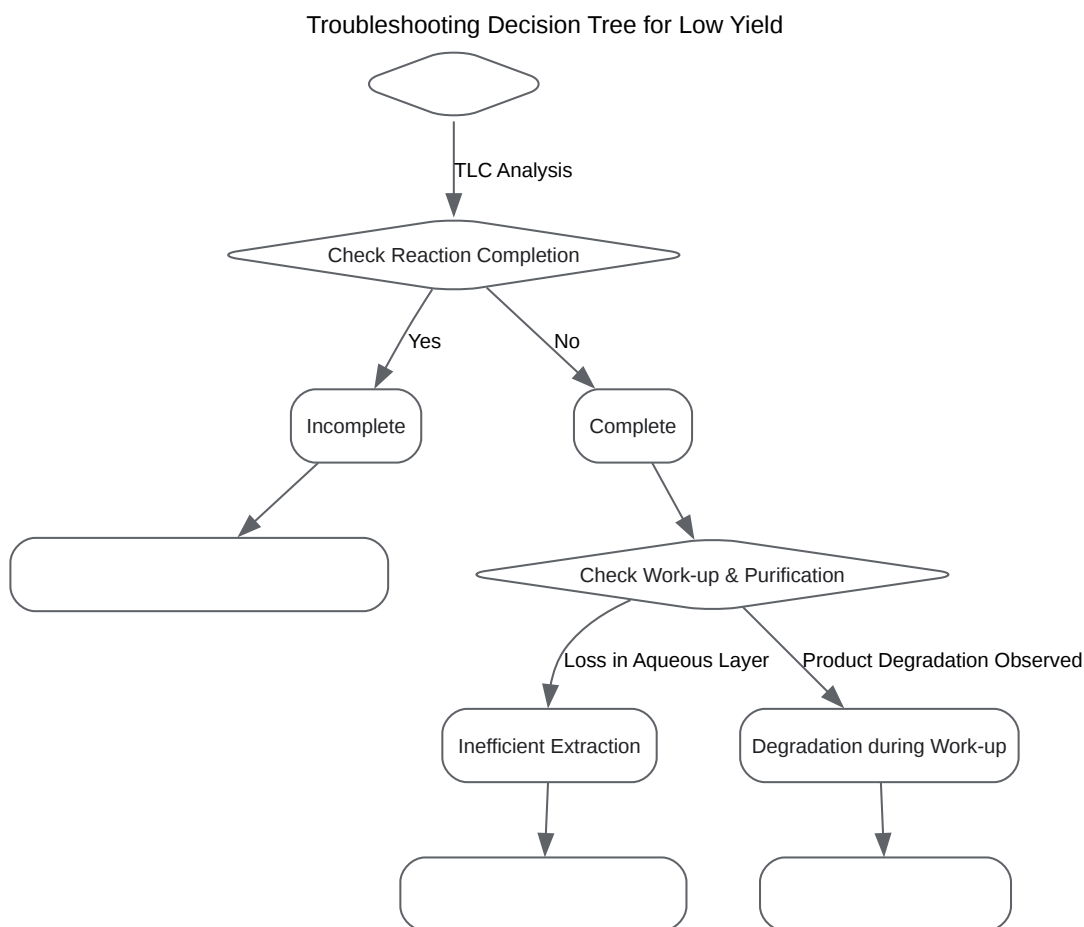 Troubleshooting Decision Tree for Low Yield
TLC Analysis
Check Reaction Completion
Yes
No
Incomplete
Complete
Check Work-up & Purification
Loss in Aqueous Layer
Product Degradation Observed
Inefficient Extraction
Degradation during Work-up